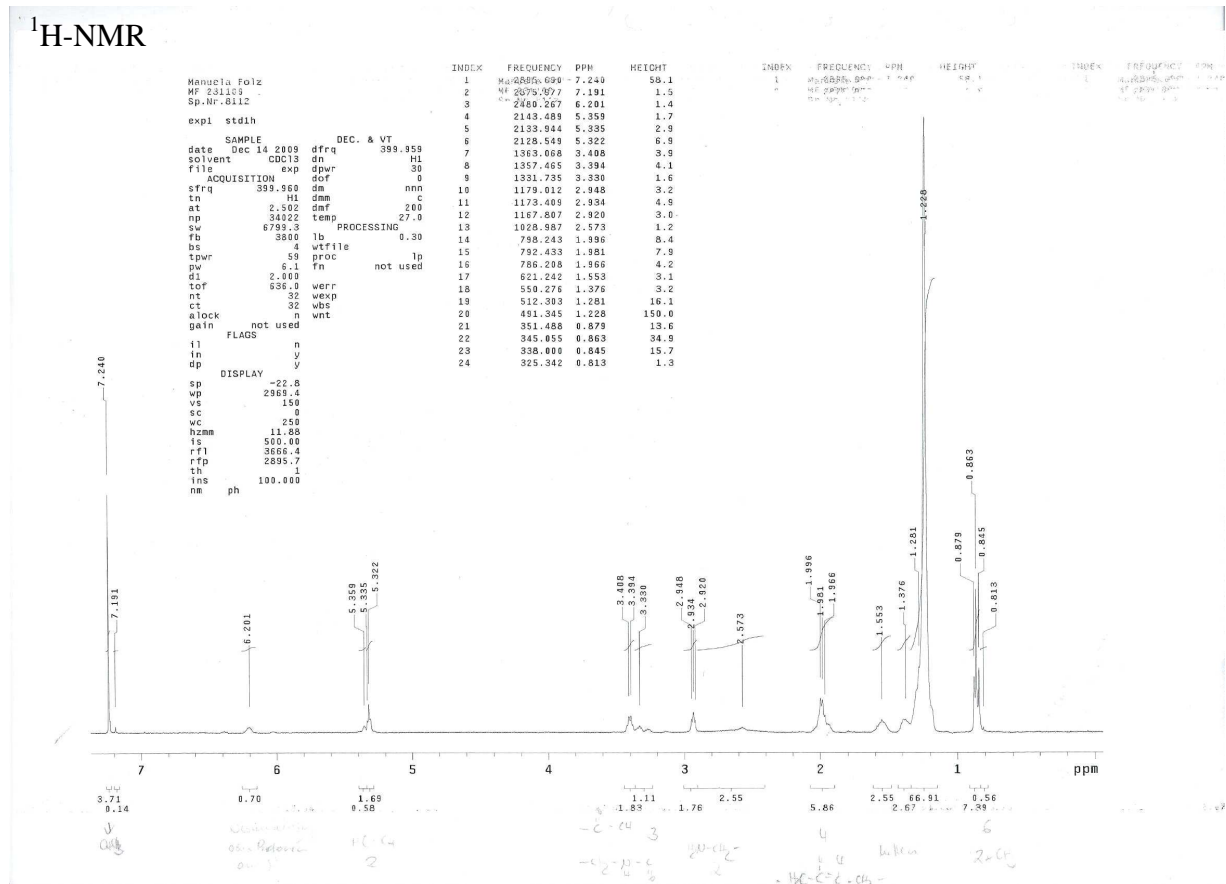 ¹H-NMR
Manuela Folz
MF 231106
Sp.Nr.8112
exp1 std1h
SAMPLE DEC. & VT
date Dec 14 2009 dfrq 399.959
solvent CDCl3 dn H1
file exp dpwr 30
ACQUISITION dof 0
sfrq 399.960 dm nnn
tn H1 dmm c
at 2.502 dmf 200
np 34022 temp 27.0
sw 6799.3 PROCESSING
fb 3800 lb 0.30
bs 4 wtfile
tpwr 59 proc lp
pw 6.1 fn not used
d1 2.000
tof 636.0 werr
nt 32 wexp
ct 32 wbs
alock n wnt
gain not used
FLAGS
il n
in y
dp y
DISPLAY
sp -22.8
wp 2969.4
vs 150
sc 0
wc 250
hzmm 11.88
is 500.00
rfl 3666.4
rfp 2895.7
th 1
ins 100.000
nm ph
INDEX FREQUENCY PPM HEIGHT
1 2895.690 7.240 58.1
2 2875.977 7.191 1.5
3 2480.267 6.201 1.4
4 2143.489 5.359 1.7
5 2133.944 5.335 2.9
6 2128.549 5.322 6.9
7 1363.068 3.408 3.9
8 1357.465 3.394 4.1
9 1331.735 3.330 1.6
10 1179.012 2.948 3.2
11 1173.409 2.934 4.9
12 1167.807 2.920 3.0
13 1028.987 2.573 1.2
14 798.243 1.996 8.4
15 792.433 1.981 7.9
16 786.208 1.966 4.2
17 621.242 1.553 3.1
18 550.276 1.376 3.2
19 512.303 1.281 16.1
20 491.345 1.228 150.0
21 351.488 0.879 13.6
22 345.055 0.863 34.9
23 338.000 0.845 15.7
24 325.342 0.813 1.3
INDEX FREQUENCY PPM HEIGHT
INDEX FREQUENCY PPM
7.240
7.191
6.201
5.359
5.335
5.322
3.408
3.394
3.330
2.948
2.934
2.920
2.573
1.996
1.981
1.966
1.553
1.376
1.281
1.228
0.879
0.863
0.845
0.813
7 6 5 4 3 2 1 ppm
3.71 0.70 1.69 1.11 2.55 5.86 2.55 66.91 0.56
0.14 0.58 1.83 1.76 2.67 7.39
3 4 6
2 2